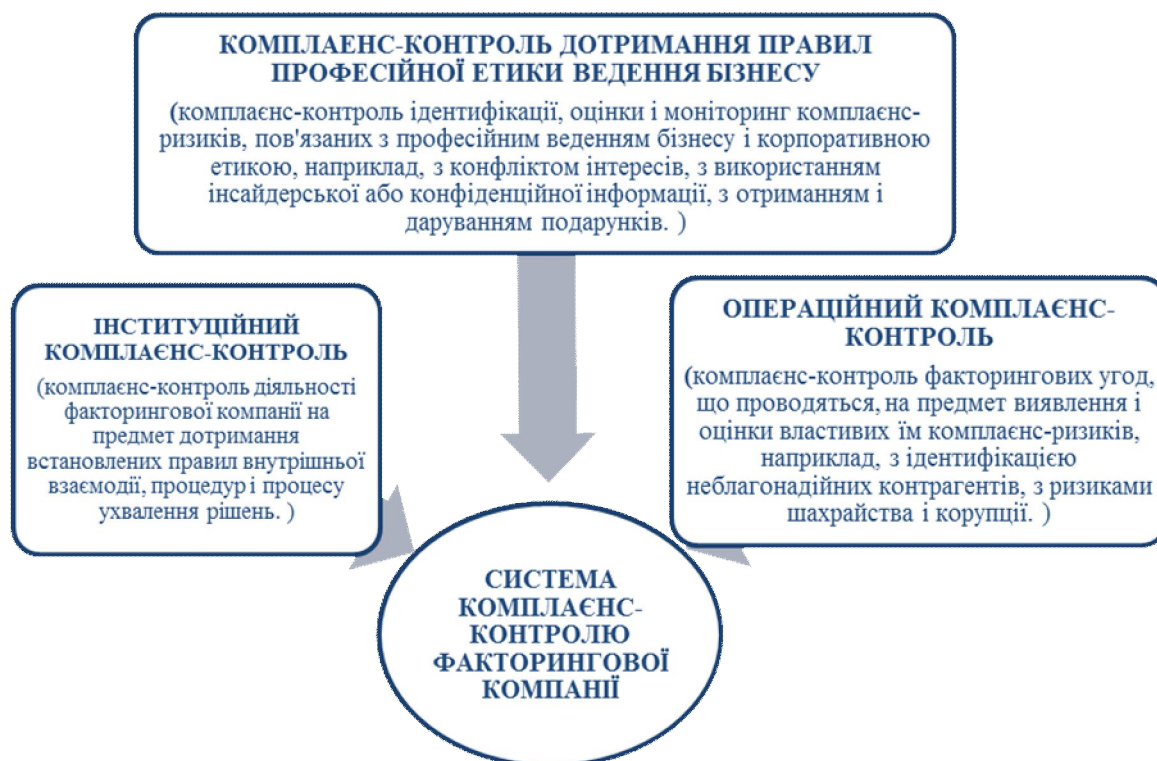 КОМПЛАЕНС-КОНТРОЛЬ ДОТРИМАННЯ ПРАВИЛ
ПРОФЕСІЙНОЇ ЕТИКИ ВЕДЕННЯ БІЗНЕСУ
(комплаєнс-контроль ідентифікації, оцінки і моніторинг комплаєнс-
ризиків, пов'язаних з професійним веденням бізнесу і корпоративною
етикою, наприклад, з конфліктом інтересів, з використанням
інсайдерської або конфіденційної інформації, з отриманням і
даруванням подарунків. )
ІНСТИТУЦІЙНИЙ
КОМПЛАЄНС-КОНТРОЛЬ
(комплаєнс-контроль діяльності
факторингової компанії на
предмет дотримання
встановлених правил внутрішньої
взаємодії, процедур і процесу
ухвалення рішень. )
ОПЕРАЦІЙНИЙ КОМПЛАЄНС-
КОНТРОЛЬ
(комплаєнс-контроль факторингових угод,
що проводяться, на предмет виявлення і
оцінки властивих їм комплаєнс-ризиків,
наприклад, з ідентифікацією
неблагонадійних контрагентів, з ризиками
шахрайства і корупції. )
СИСТЕМА
КОМПЛАЄНС-
КОНТРОЛЮ
ФАКТОРИНГОВОЇ
КОМПАНІЇ